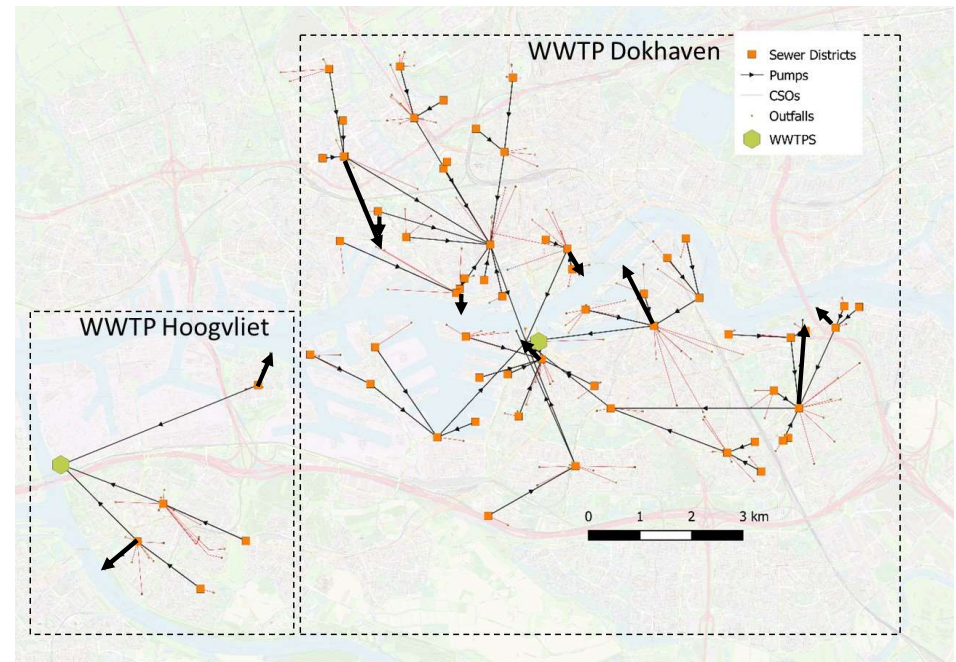 WWTP Dokhaven
Sewer Districts
Pumps
CSOs
Outfalls
WWTPS
WWTP Hoogvliet
0 1 2 3 km